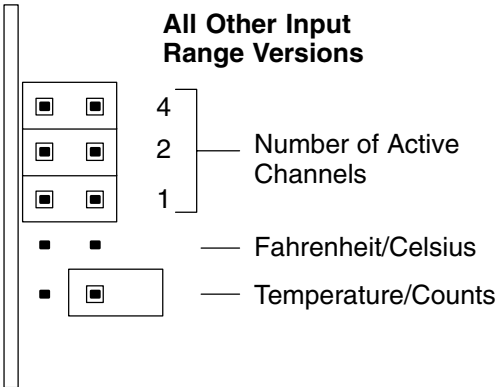 All Other Input
Range Versions
4
2
1
Number of Active
Channels
Fahrenheit/Celsius
Temperature/Counts